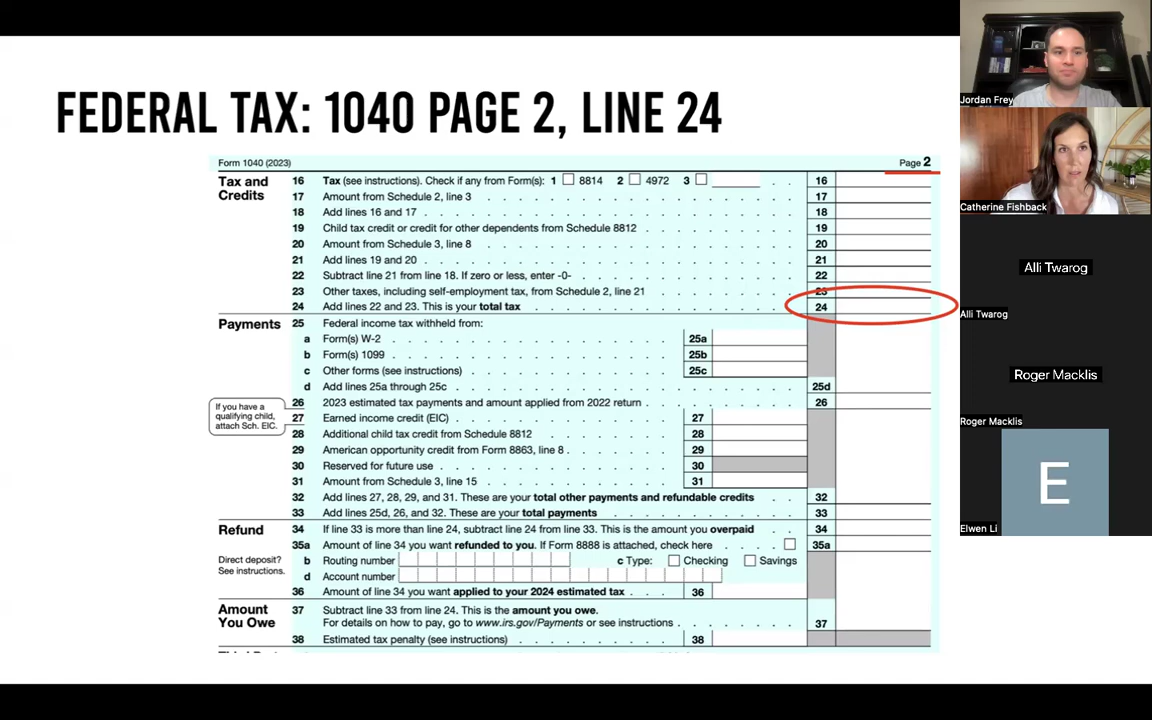 FEDERAL TAX: 1040 PAGE 2, LINE 24
Form 1040 (2023) Page 2
Tax and Credits
16 Tax (see instructions). Check if any from Form(s): 1 8814 2 4972 3 . . 16
17 Amount from Schedule 2, line 3 . . . . . . . . . . . . . . . . . . . . 17
18 Add lines 16 and 17 . . . . . . . . . . . . . . . . . . . . . . . . 18
19 Child tax credit or credit for other dependents from Schedule 8812 . . . . . . . . . . 19
20 Amount from Schedule 3, line 8 . . . . . . . . . . . . . . . . . . . . 20
21 Add lines 19 and 20 . . . . . . . . . . . . . . . . . . . . . . . . 21
22 Subtract line 21 from line 18. If zero or less, enter -0- . . . . . . . . . . . . . . 22
23 Other taxes, including self-employment tax, from Schedule 2, line 21 . . . . . . . . . 23
24 Add lines 22 and 23. This is your total tax . . . . . . . . . . . . . . . . . 24
Payments 25 Federal income tax withheld from:
a Form(s) W-2 . . . . . . . . . . . . . . . . . . 25a
b Form(s) 1099 . . . . . . . . . . . . . . . . . . 25b
c Other forms (see instructions) . . . . . . . . . . . . . 25c
d Add lines 25a through 25c . . . . . . . . . . . . . . . . . . . . . . 25d
If you have a
qualifying child,
attach Sch. EIC.
26 2023 estimated tax payments and amount applied from 2022 return . . . . . . . . . . 26
27 Earned income credit (EIC) . . . . . . . . . . . . . . 27
28 Additional child tax credit from Schedule 8812 . . . . . . . . 28
29 American opportunity credit from Form 8863, line 8 . . . . . . . 29
30 Reserved for future use . . . . . . . . . . . . . . . 30
31 Amount from Schedule 3, line 15 . . . . . . . . . . . . 31
32 Add lines 27, 28, 29, and 31. These are your total other payments and refundable credits . . 32
33 Add lines 25d, 26, and 32. These are your total payments . . . . . . . . . . . . 33
Refund 34 If line 33 is more than line 24, subtract line 24 from line 33. This is the amount you overpaid . . 34
35a Amount of line 34 you want refunded to you. If Form 8888 is attached, check here . . . . 35a
Direct deposit?
See instructions.
b Routing number c Type: Checking Savings
d Account number
36 Amount of line 34 you want applied to your 2024 estimated tax . . . 36
Amount You Owe
37 Subtract line 33 from line 24. This is the amount you owe.
For details on how to pay, go to www.irs.gov/Payments or see instructions . . . . . . . . 37
38 Estimated tax penalty (see instructions) . . . . . . . . . . 38
Jordan Frey
Catherine Fishback
Alli Twarog
Alli Twarog
Roger Macklis
Roger Macklis
E
Elwen Li